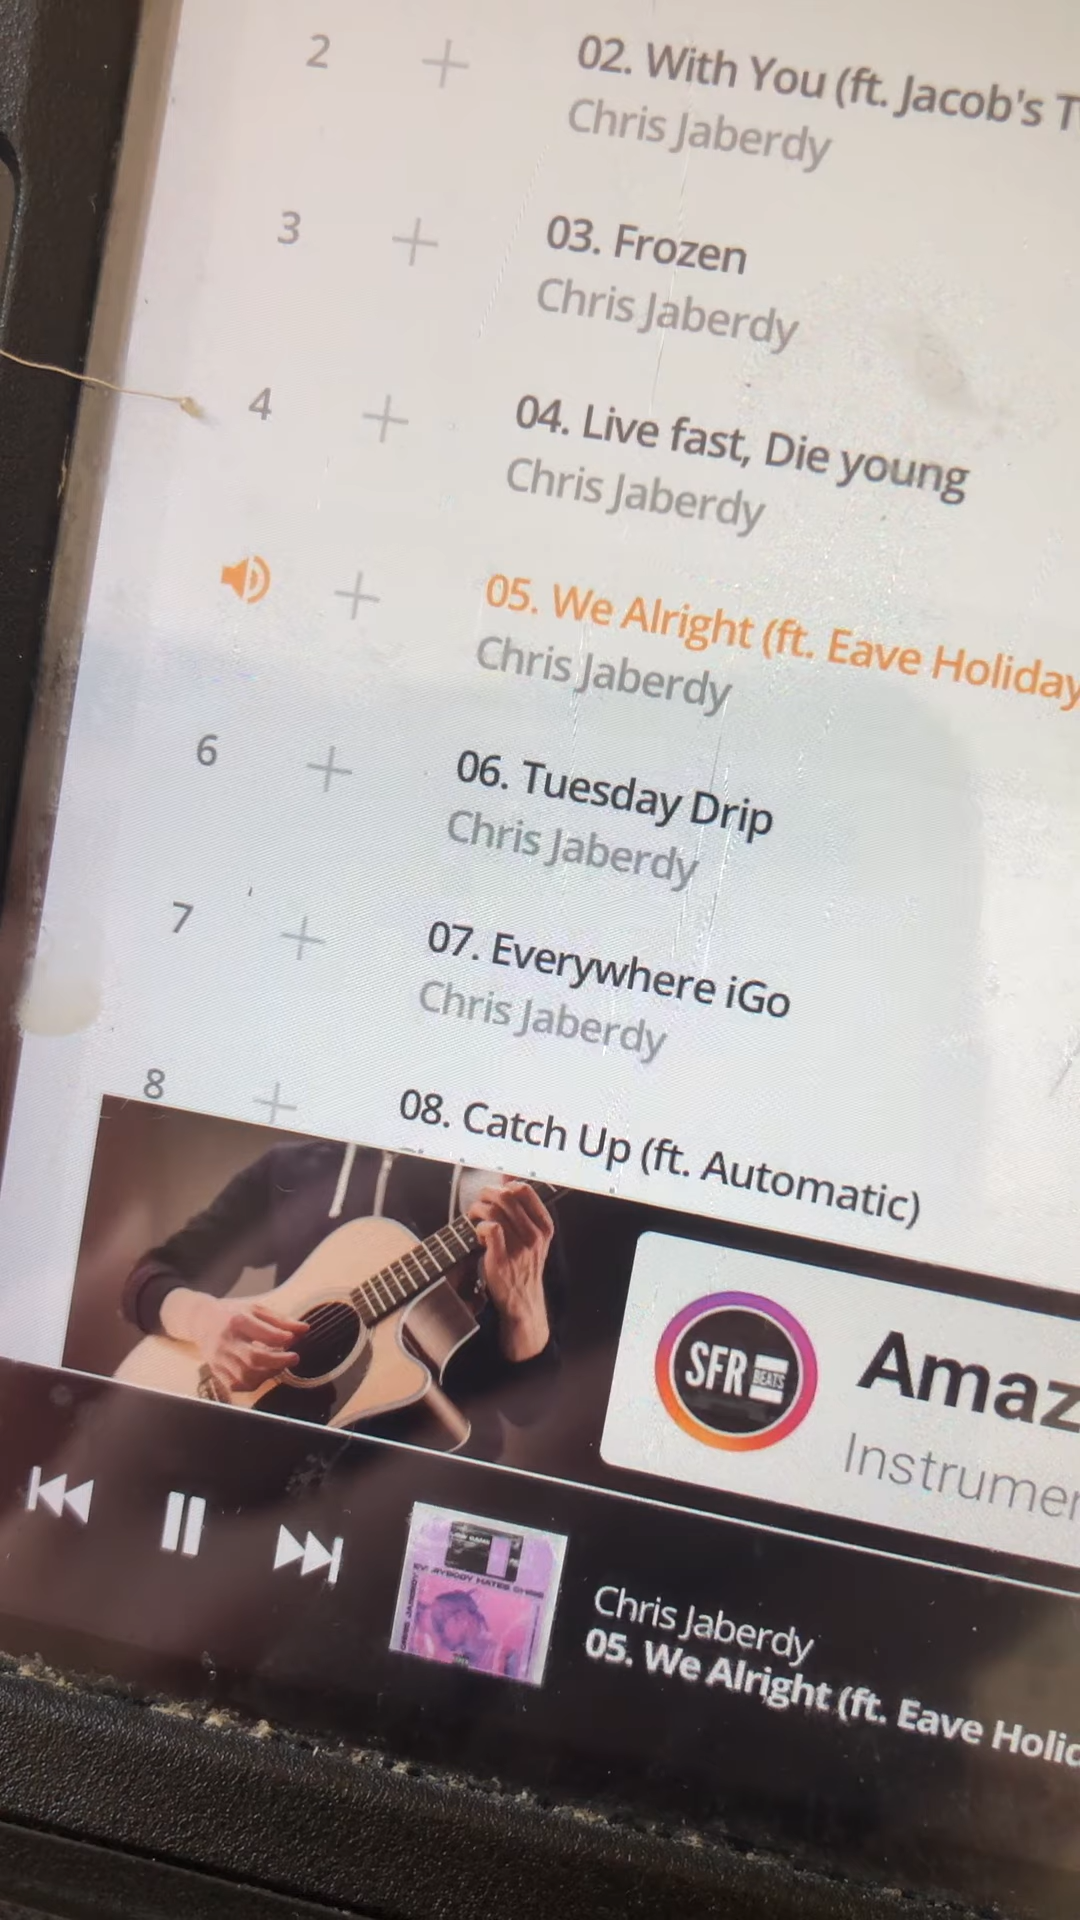 2
02. With You (ft. Jacob's T
Chris Jaberdy
3
03. Frozen
Chris Jaberdy
4
04. Live fast, Die young
Chris Jaberdy
05. We Alright (ft. Eave Holiday
Chris Jaberdy
6
06. Tuesday Drip
Chris Jaberdy
7
07. Everywhere iGo
Chris Jaberdy
8
08. Catch Up (ft. Automatic)
SFR BEATS
Amaz
Instrumen
Chris Jaberdy
05. We Alright (ft. Eave Holid